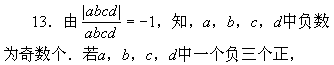 13．由|abcd|/abcd=-1，知，a，b，c，d中负数
为奇数个．若a，b，c，d中一个负三个正，